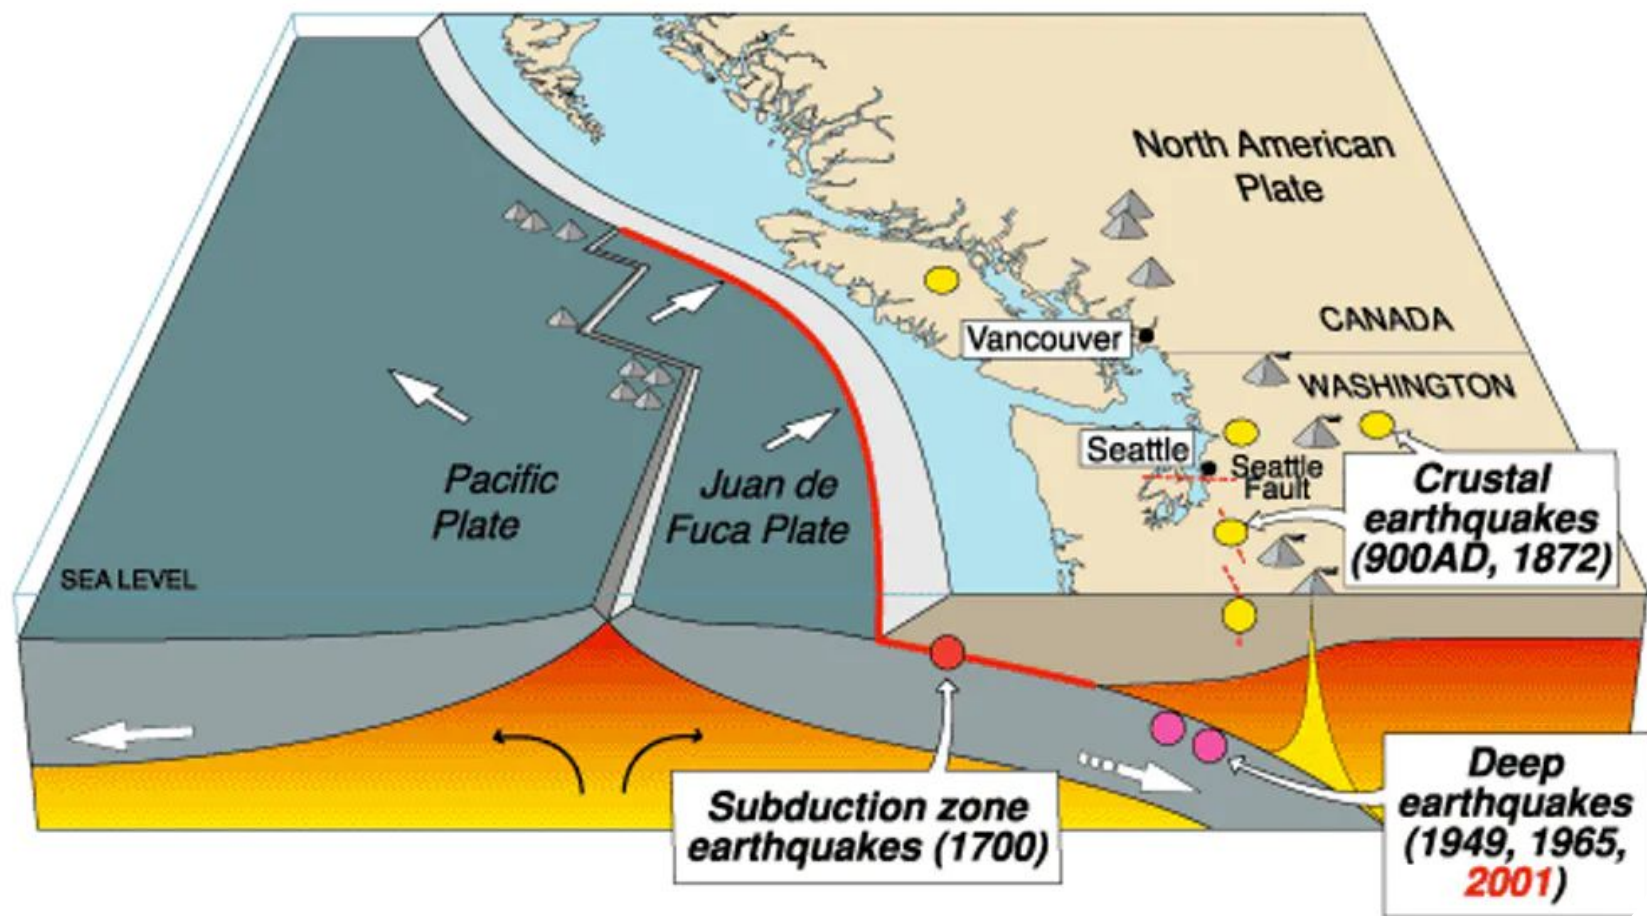 North American
Plate
CANADA
Vancouver
WASHINGTON
Seattle
Seattle
Fault
Crustal
earthquakes
(900AD, 1872)
Pacific
Plate
Juan de
Fuca Plate
SEA LEVEL
Subduction zone
earthquakes (1700)
Deep
earthquakes
(1949, 1965,
2001)